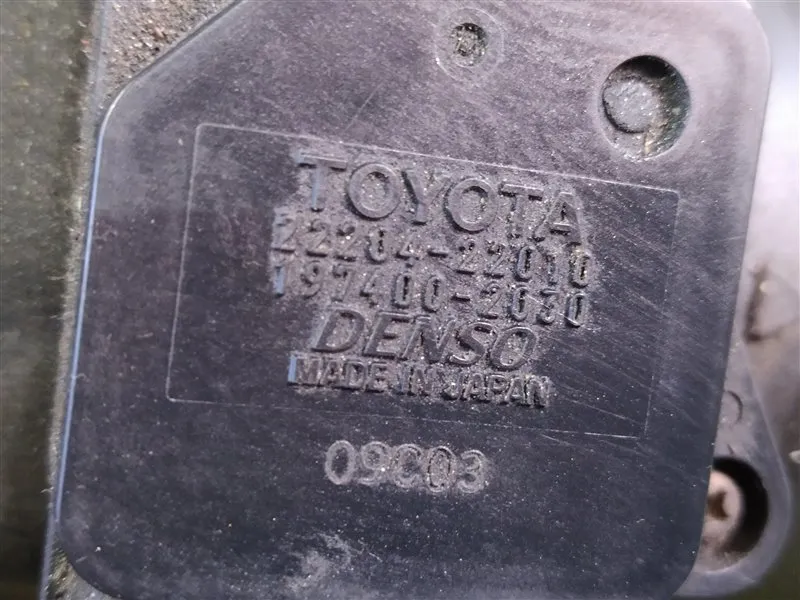 TOYOTA
22204-22010
197400-2030
DENSO
MADE IN JAPAN
09C03